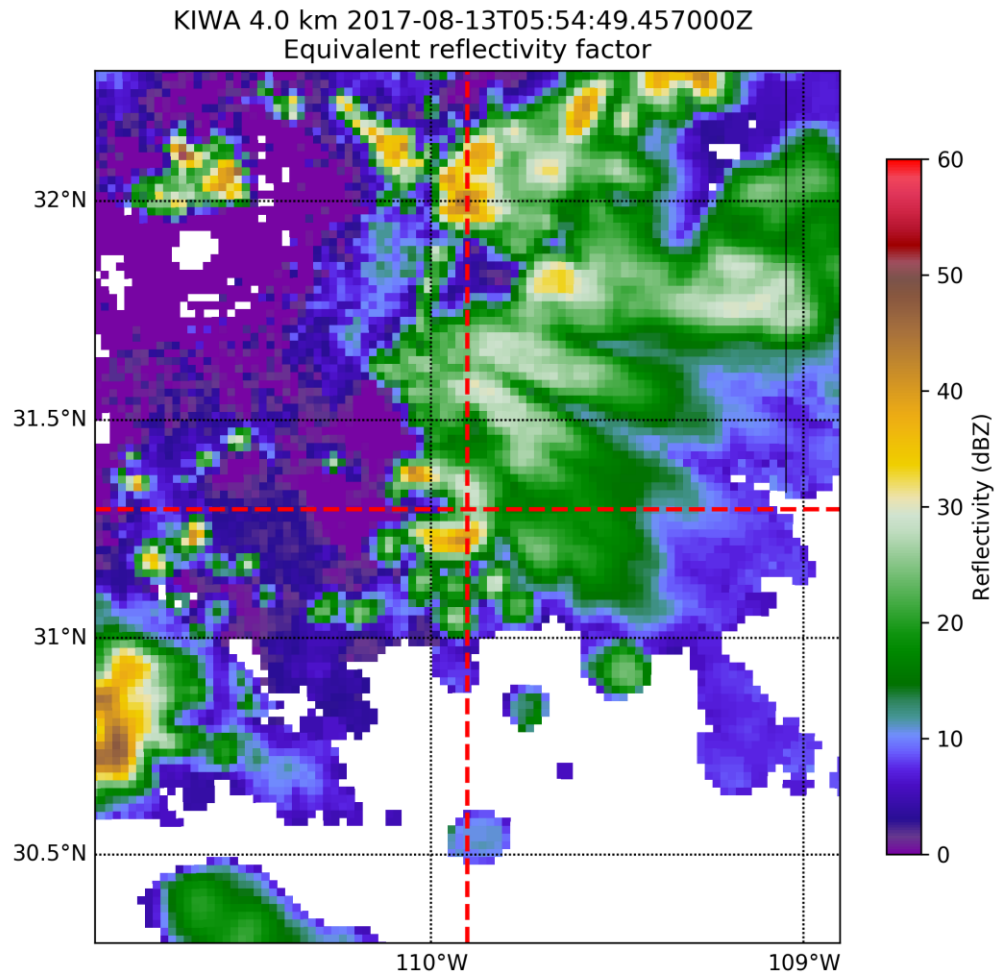 KIWA 4.0 km 2017-08-13T05:54:49.457000Z
Equivalent reflectivity factor
32°N
31.5°N
31°N
30.5°N
110°W
109°W
60
50
40
30
20
10
0
Reflectivity (dBZ)